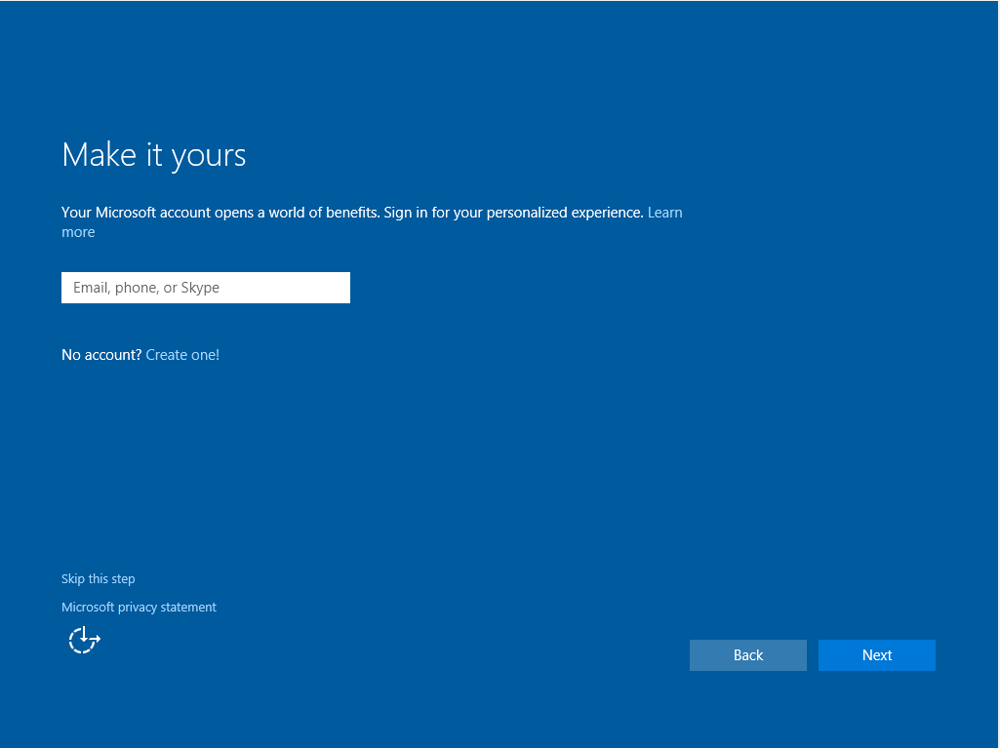 Make it yours
Your Microsoft account opens a world of benefits. Sign in for your personalized experience. Learn
more
Email, phone, or Skype
No account? Create one!
Skip this step
Microsoft privacy statement
Back
Next